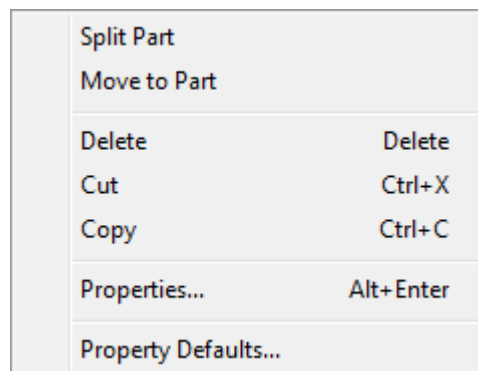 Split Part
Move to Part
Delete Delete
Cut Ctrl+X
Copy Ctrl+C
Properties... Alt+Enter
Property Defaults...